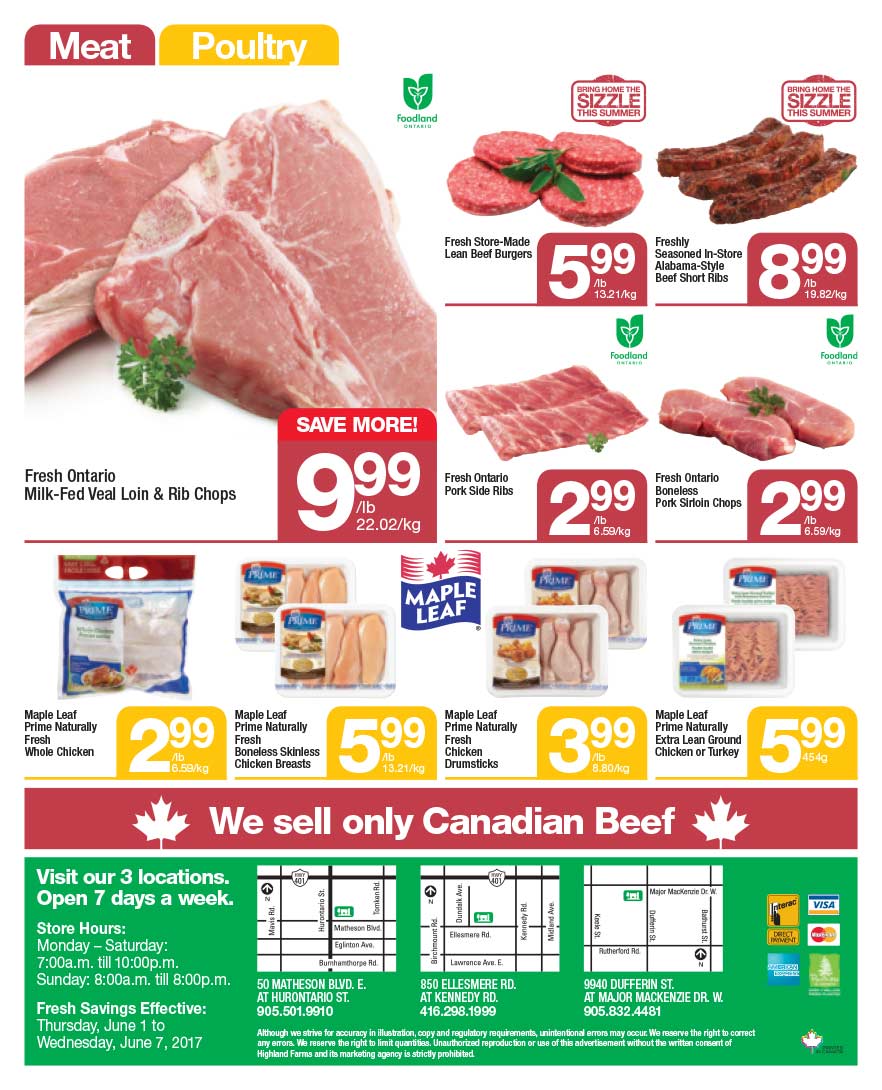 Meat
Poultry
Foodland
ONTARIO
BRING HOME THE
SIZZLE
THIS SUMMER
BRING HOME THE
SIZZLE
THIS SUMMER
Fresh Store-Made
Lean Beef Burgers
5.99
/lb
13.21/kg
Freshly
Seasoned In-Store
Alabama-Style
Beef Short Ribs
8.99
/lb
19.82/kg
Foodland
ONTARIO
Foodland
ONTARIO
SAVE MORE!
Fresh Ontario
Milk-Fed Veal Loin & Rib Chops
9.99
/lb
22.02/kg
Fresh Ontario
Pork Side Ribs
2.99
/lb
6.59/kg
Fresh Ontario
Boneless
Pork Sirloin Chops
2.99
/lb
6.59/kg
PRIME
PRIME
PRIME
MAPLE
LEAF
PRIME
PRIME
PRIME
PRIME
Maple Leaf
Prime Naturally
Fresh
Whole Chicken
2.99
/lb
6.59/kg
Maple Leaf
Prime Naturally
Fresh
Boneless Skinless
Chicken Breasts
5.99
/lb
13.21/kg
Maple Leaf
Prime Naturally
Fresh
Chicken
Drumsticks
3.99
/lb
8.80/kg
Maple Leaf
Prime Naturally
Extra Lean Ground
Chicken or Turkey
5.99
454g
We sell only Canadian Beef
Visit our 3 locations.
Open 7 days a week.
Store Hours:
Monday – Saturday:
7:00a.m. till 10:00p.m.
Sunday: 8:00a.m. till 8:00p.m.
Fresh Savings Effective:
Thursday, June 1 to
Wednesday, June 7, 2017
HWY
401
N
Mavis Rd.
Hurontario St.
Tomken Rd.
Matheson Blvd.
Eglinton Ave.
Burnhamthorpe Rd.
50 MATHESON BLVD. E.
AT HURONTARIO ST.
905.501.9910
HWY
401
N
Birchmount Rd.
Dundalk Ave.
Kennedy Rd.
Midland Ave.
Ellesmere Rd.
Lawrence Ave. E.
850 ELLESMERE RD.
AT KENNEDY RD.
416.298.1999
Major MacKenzie Dr. W.
Keele St.
Dufferin St.
Bathurst St.
N
Rutherford Rd.
9940 DUFFERIN ST.
AT MAJOR MACKENZIE DR. W.
905.832.4481
Interac
DIRECT
PAYMENT
VISA
MasterCard
AMERICAN
EXPRESS
Although we strive for accuracy in illustration, copy and regulatory requirements, unintentional errors may occur. We reserve the right to correct
any errors. We reserve the right to limit quantities. Unauthorized reproduction or use of this advertisement without the written consent of
Highland Farms and its marketing agency is strictly prohibited.
PRINTED
IN CANADA